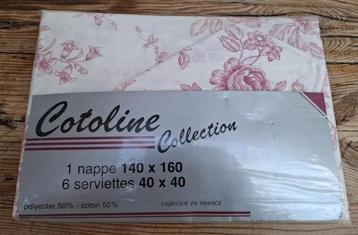 Cotoline
Collection
1 nappe 140 x 160
6 serviettes 40 x 40
polyester 50% - coton 50% FABRIQUE EN FRANCE